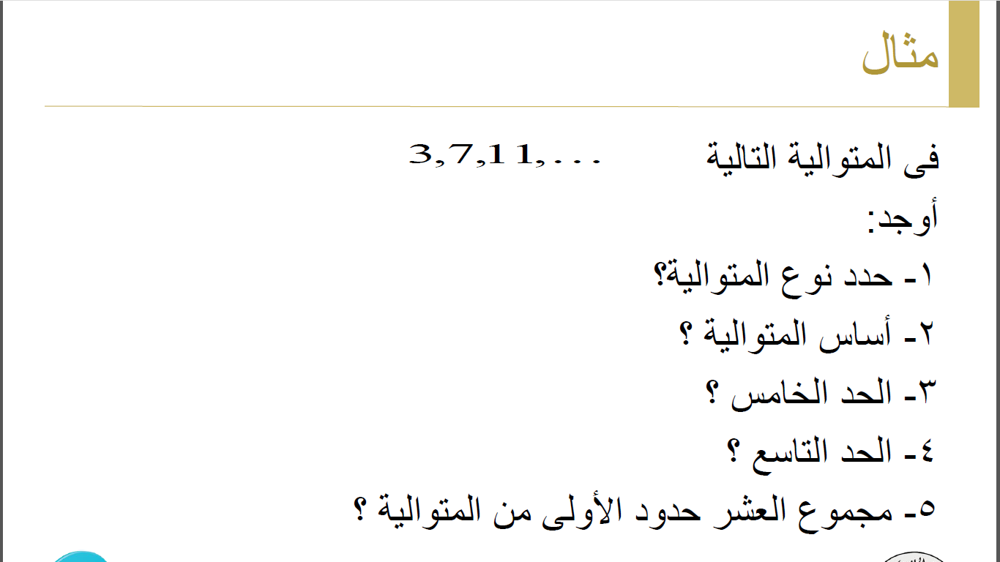 مثال
فى المتوالية التالية 3,7,11,...
أوجد:
١- حدد نوع المتوالية؟
٢- أساس المتوالية ؟
٣- الحد الخامس ؟
٤- الحد التاسع ؟
٥- مجموع العشر حدود الأولى من المتوالية ؟